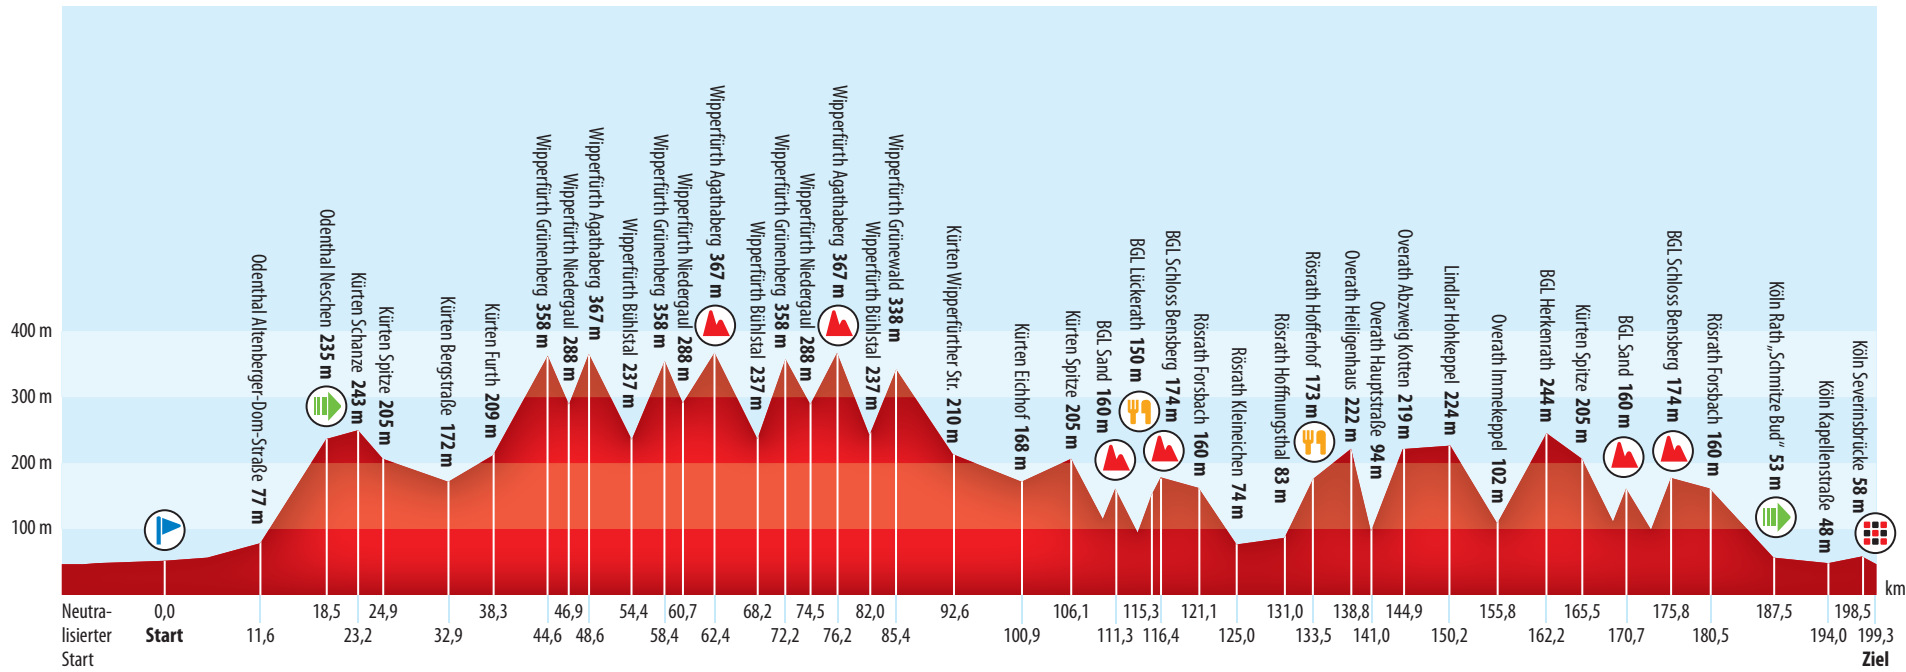 Odenthal Altenberger-Dom-Straße 77 m
Odenthal Neschen 235 m
Kürten Schanze 243 m
Kürten Spitze 205 m
Kürten Bergstraße 172 m
Kürten Furth 209 m
Wipperfürth Grünenberg 358 m
Wipperfürth Niedergaul 288 m
Wipperfürth Agathaberg 367 m
Wipperfürth Bühlstal 237 m
Wipperfürth Grünenberg 358 m
Wipperfürth Niedergaul 288 m
Wipperfürth Agathaberg 367 m
Wipperfürth Bühlstal 237 m
Wipperfürth Grünenberg 358 m
Wipperfürth Niedergaul 288 m
Wipperfürth Agathaberg 367 m
Wipperfürth Bühlstal 237 m
Wipperfürth Grünewald 338 m
Kürten Wipperfürther Str. 210 m
Kürten Eichhof 168 m
Kürten Spitze 205 m
BGL Sand 160 m
BGL Lückerath 150 m
BGL Schloss Bensberg 174 m
Rösrath Forsbach 160 m
Rösrath Kleineichen 74 m
Rösrath Hoffnungsthal 83 m
Rösrath Hofferhof 173 m
Overath Heiligenhaus 222 m
Overath Hauptstraße 94 m
Overath Abzweig Kotten 219 m
Lindlar Hohkeppel 224 m
Overath Immekeppel 102 m
BGL Herkenrath 244 m
Kürten Spitze 205 m
BGL Sand 160 m
BGL Schloss Bensberg 174 m
Rösrath Forsbach 160 m
Köln Rath „Schmitze Bud“ 53 m
Köln Kapellenstraße 48 m
Köln Severinsbrücke 58 m
400 m
300 m
200 m
100 m
km
Neutra- 0,0 18,5 24,9 38,3 46,9 54,4 60,7 68,2 74,5 82,0 92,6 106,1 115,3 121,1 131,0 138,8 144,9 155,8 165,5 175,8 187,5 198,5
lisierter Start 11,6 23,2 32,9 44,6 48,6 58,4 62,4 72,2 76,2 85,4 100,9 111,3 116,4 125,0 133,5 141,0 150,2 162,2 170,7 180,5 194,0 199,3
Start Ziel